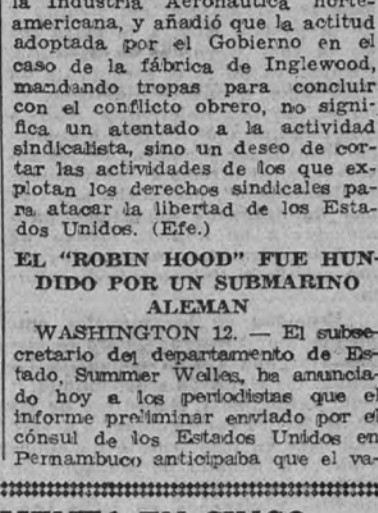 la Industria Aeronáutica norte-
americana, y añadió que la actitud
adoptada por el Gobierno en el
caso de la fábrica de Inglewood,
mandando tropas para concluir
con el conflicto obrero, no signi-
fica un atentado a la actividad
sindicalista, sino un deseo de cor-
tar las actividades de los que ex-
plotan los derechos sindicales pa-
ra atacar la libertad de los Esta-
dos Unidos. (Efe.)
EL "ROBIN HOOD" FUE HUN-
DIDO POR UN SUBMARINO
ALEMAN
WASHINGTON 12. — El subse-
cretario del departamento de Es-
tado, Summer Welles, ha anuncia-
do hoy a los periodistas que el
informe preliminar enviado por el
cónsul de los Estados Unidos en
Pernambuco anticipaba que el va-